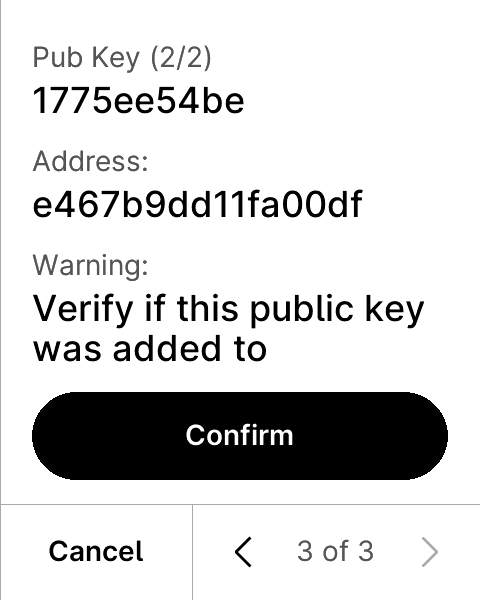 Pub Key (2/2)
1775ee54be
Address:
e467b9dd11fa00df
Warning:
Verify if this public key
was added to
Confirm
Cancel
3 of 3